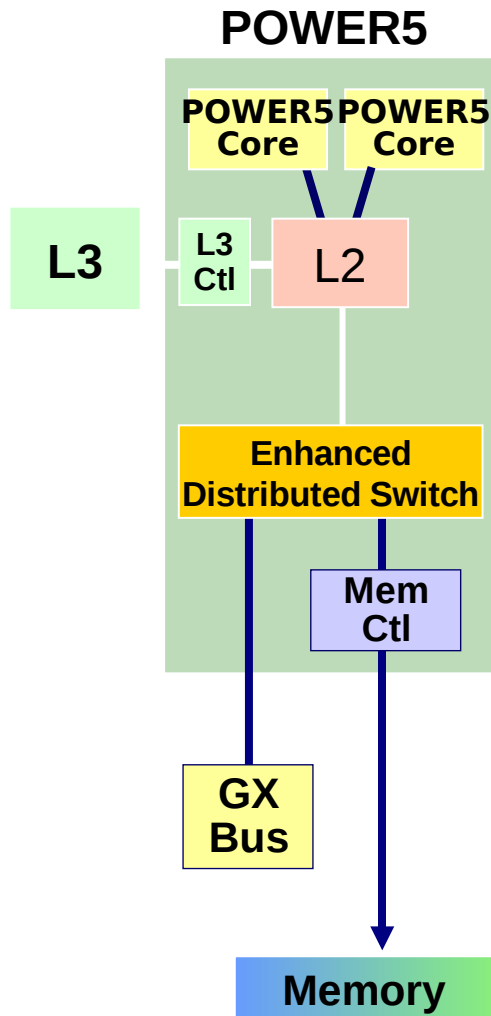 POWER5
POWER5
Core
POWER5
Core
L3
L3
Ctl
L2
Enhanced
Distributed Switch
Mem
Ctl
GX
Bus
Memory